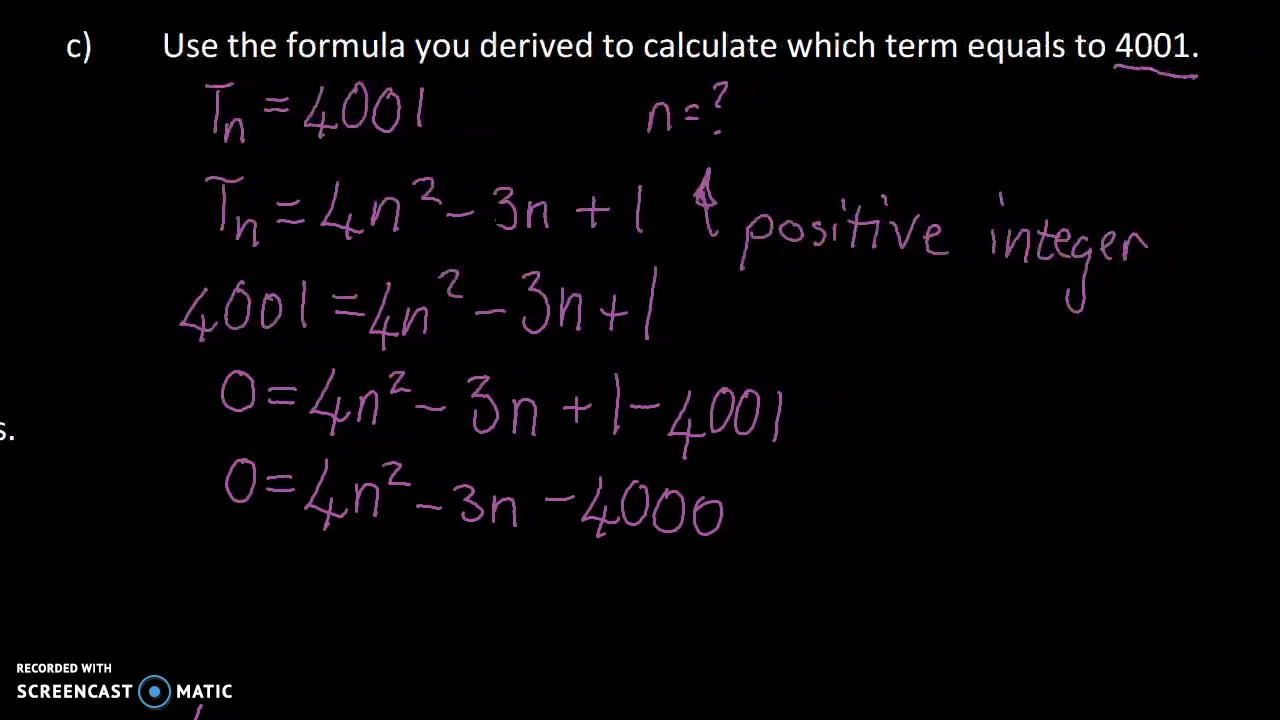 c) Use the formula you derived to calculate which term equals to 4001.
Tn = 4001 n = ?
Tn = 4n² - 3n + 1 positive integer
4001 = 4n² - 3n + 1
0 = 4n² - 3n + 1 - 4001
s.
0 = 4n² - 3n - 4000
RECORDED WITH
SCREENCAST MATIC